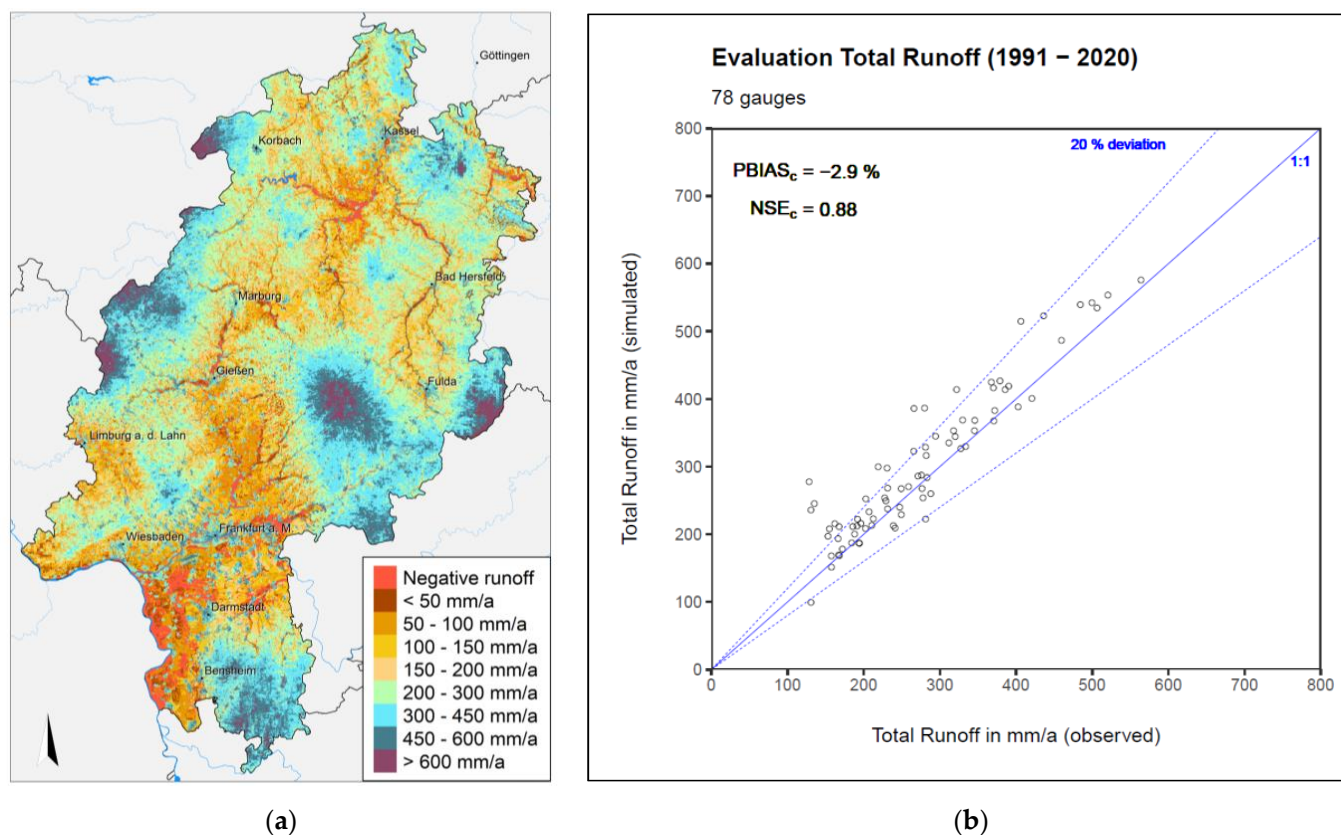 Göttingen
Korbach
Kassel
Bad Hersfeld
Marburg
Gießen
Fulda
Limburg a. d. Lahn
Frankfurt a. M.
Wiesbaden
Darmstadt
Bensheim
Negative runoff
< 50 mm/a
50 - 100 mm/a
100 - 150 mm/a
150 - 200 mm/a
200 - 300 mm/a
300 - 450 mm/a
450 - 600 mm/a
> 600 mm/a
(a)
Evaluation Total Runoff (1991 − 2020)
78 gauges
800
700
600
500
400
300
200
100
0
Total Runoff in mm/a (simulated)
20 % deviation
1:1
PBIASc = −2.9 %
NSEc = 0.88
0 100 200 300 400 500 600 700 800
Total Runoff in mm/a (observed)
(b)